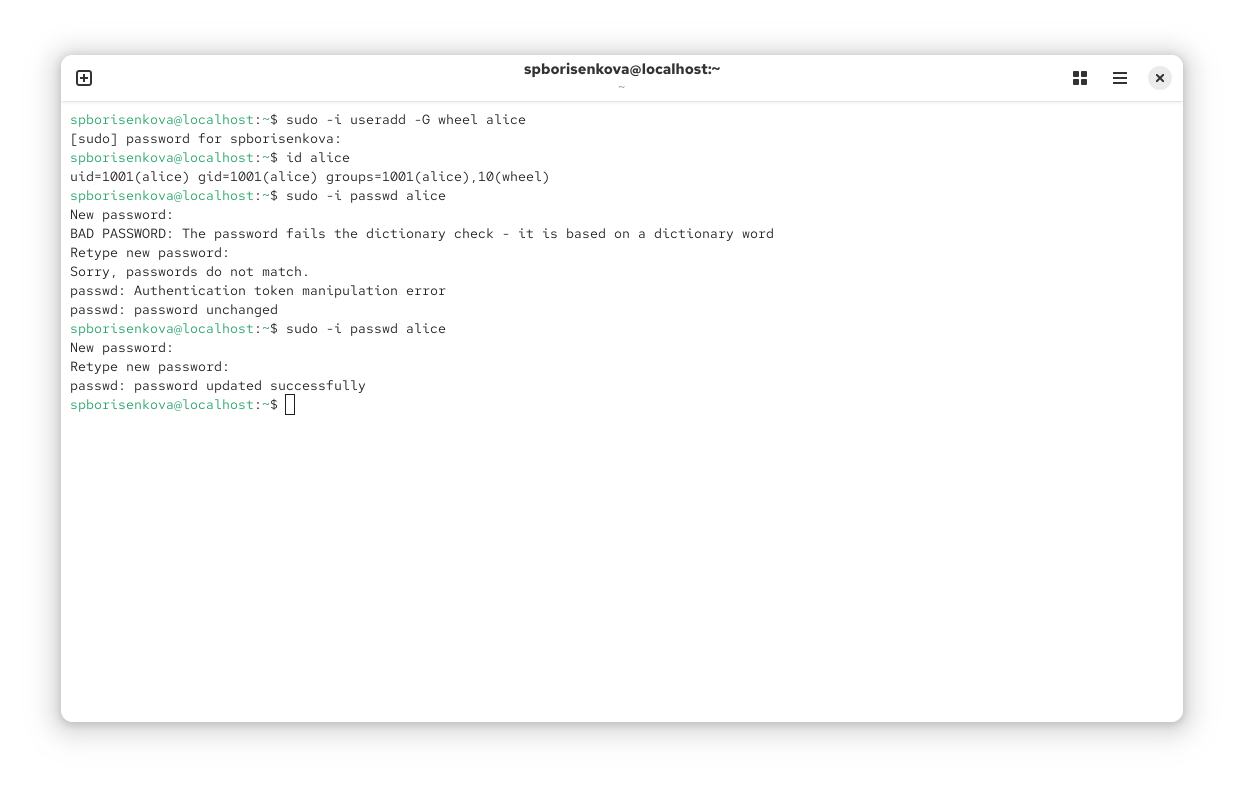 spborisenkova@localhost:~
~
spborisenkova@localhost:~$ sudo -i useradd -G wheel alice
[sudo] password for spborisenkova:
spborisenkova@localhost:~$ id alice
uid=1001(alice) gid=1001(alice) groups=1001(alice),10(wheel)
spborisenkova@localhost:~$ sudo -i passwd alice
New password:
BAD PASSWORD: The password fails the dictionary check - it is based on a dictionary word
Retype new password:
Sorry, passwords do not match.
passwd: Authentication token manipulation error
passwd: password unchanged
spborisenkova@localhost:~$ sudo -i passwd alice
New password:
Retype new password:
passwd: password updated successfully
spborisenkova@localhost:~$